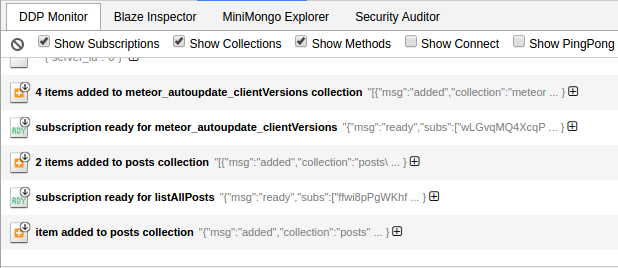 DDP Monitor Blaze Inspector MiniMongo Explorer Security Auditor
Show Subscriptions Show Collections Show Methods Show Connect Show PingPong
4 items added to meteor_autoupdate_clientVersions collection "[{"msg":"added","collection":"meteor ... }
subscription ready for meteor_autoupdate_clientVersions "{"msg":"ready","subs":["wLGvqMQ4XcqP ... }
2 items added to posts collection "[{"msg":"added","collection":"posts\ ... }
RDY subscription ready for listAllPosts "{"msg":"ready","subs":["ffwi8pPgWKhf ... }
item added to posts collection "{"msg":"added","collection":"posts" ... }